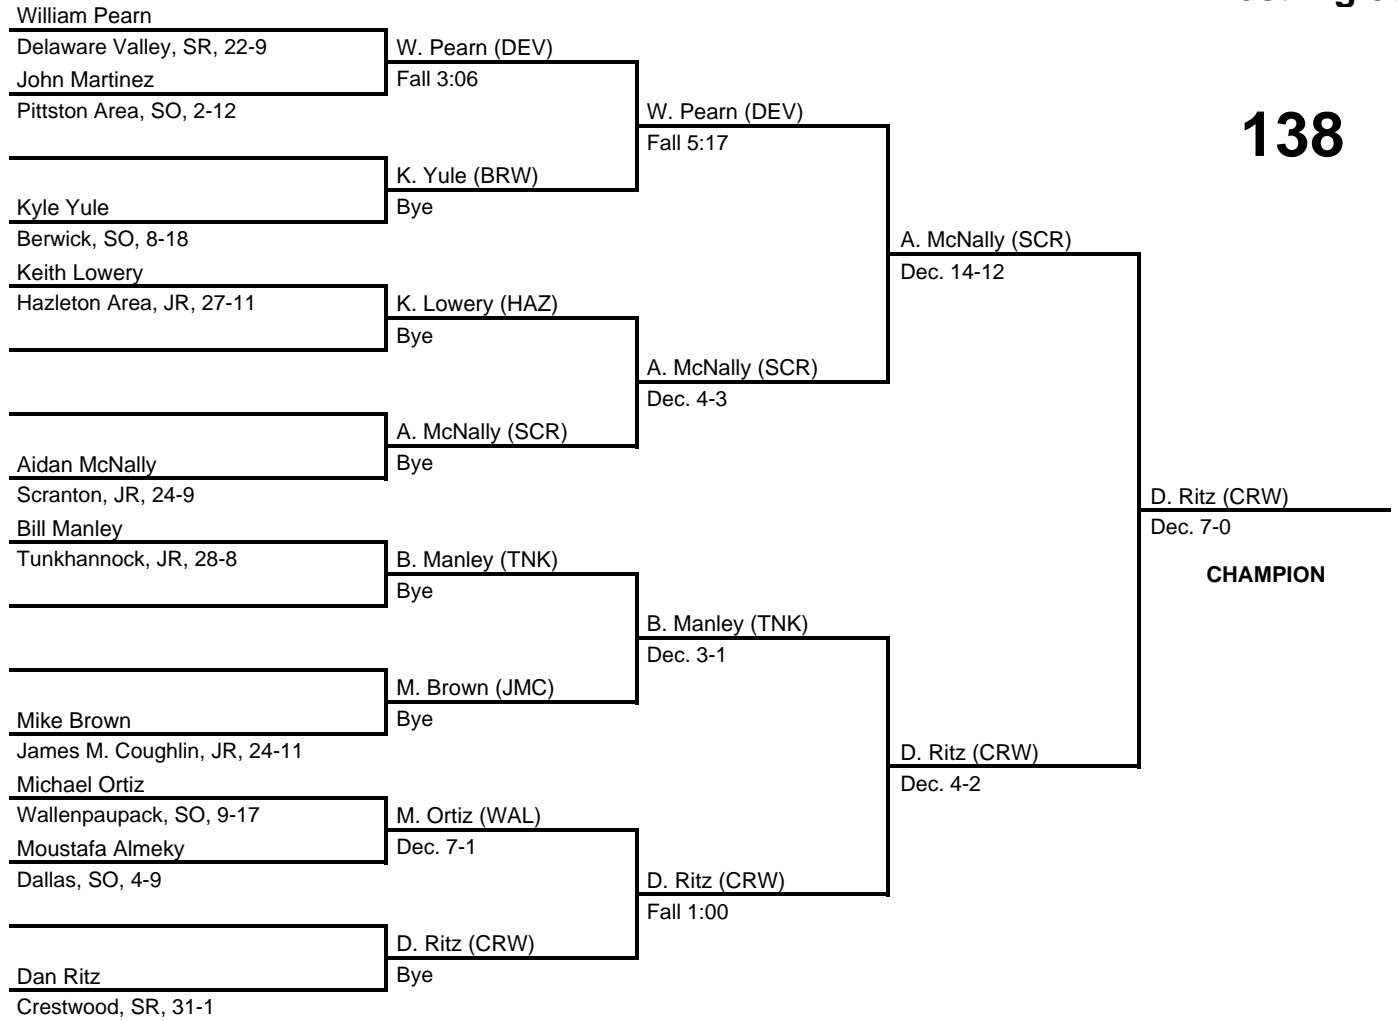 William Pearn
Delaware Valley, SR, 22-9
John Martinez
Pittston Area, SO, 2-12
Kyle Yule
Berwick, SO, 8-18
Keith Lowery
Hazleton Area, JR, 27-11
Aidan McNally
Scranton, JR, 24-9
Bill Manley
Tunkhannock, JR, 28-8
Mike Brown
James M. Coughlin, JR, 24-11
Michael Ortiz
Wallenpaupack, SO, 9-17
Moustafa Almeky
Dallas, SO, 4-9
Dan Ritz
Crestwood, SR, 31-1
W. Pearn (DEV)
Fall 3:06
K. Yule (BRW)
Bye
K. Lowery (HAZ)
Bye
A. McNally (SCR)
Bye
B. Manley (TNK)
Bye
M. Brown (JMC)
Bye
M. Ortiz (WAL)
Dec. 7-1
D. Ritz (CRW)
Bye
W. Pearn (DEV)
Fall 5:17
A. McNally (SCR)
Dec. 4-3
B. Manley (TNK)
Dec. 3-1
D. Ritz (CRW)
Fall 1:00
A. McNally (SCR)
Dec. 14-12
D. Ritz (CRW)
Dec. 4-2
138
D. Ritz (CRW)
Dec. 7-0
CHAMPION